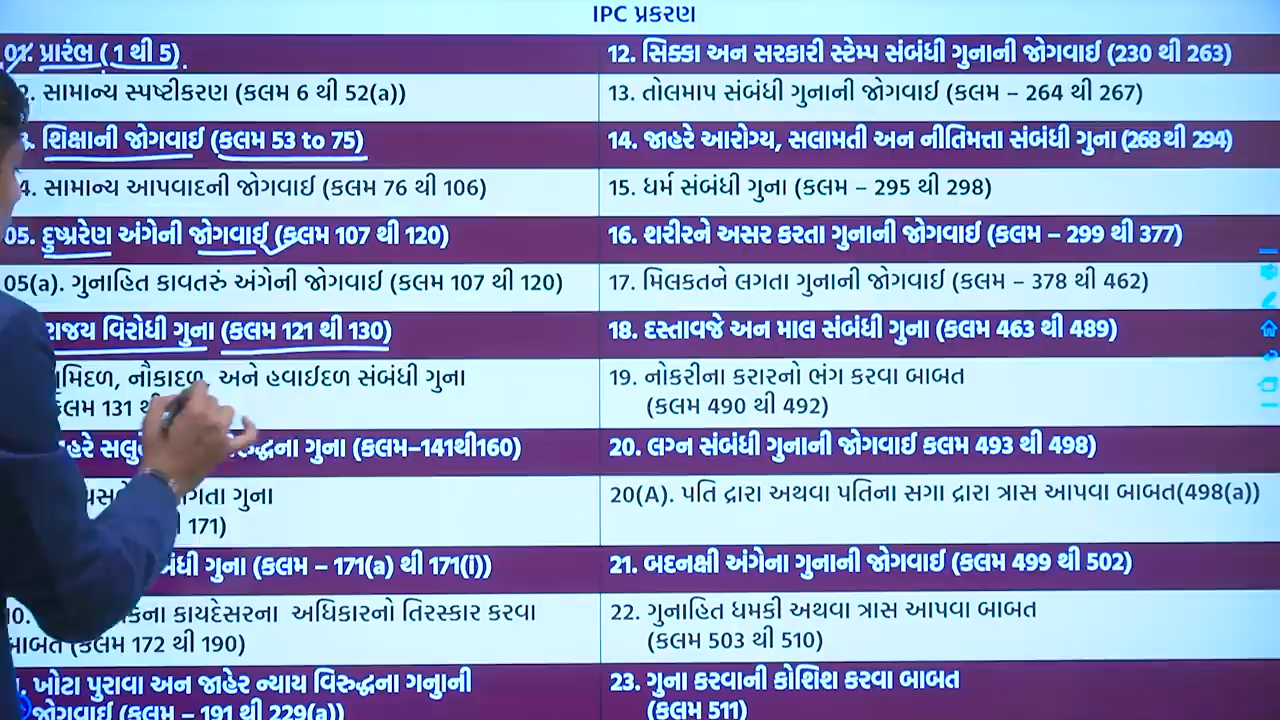 IPC પ્રકરણ
01. પ્રારંભ ( 1 થી 5)
2. સામાન્ય સ્પષ્ટીકરણ (કલમ 6 થી 52(a))
શિક્ષાની જોગવાઈ (કલમ 53 to 75)
4. સામાન્ય આપવાદની જોગવાઈ (કલમ 76 થી 106)
05. દુષ્પ્રરેણ અંગેની જોગવાઈ (કલમ 107 થી 120)
05(a). ગુનાહિત કાવતરું અંગેની જોગવાઈ (કલમ 107 થી 120)
રાજય વિરોધી ગુના (કલમ 121 થી 130)
નૌકાદળ, અને હવાઈદળ સંબંધી ગુના
કલમ 131
ગુના (કલમ–141થી160)
ગુના
171)
ગુના (કલમ – 171(a) થી 171(i))
10. કાયદેસરના અધિકારનો તિરસ્કાર કરવા
બાબત (કલમ 172 થી 190)
ખોટા પુરાવા અન જાહેર ન્યાય વિરુદ્ધના ગનુાની
જોગવાઈ (કલમ – 191 થી 229(a))
12. સિક્કા અન સરકારી સ્ટેમ્પ સંબંધી ગુનાની જોગવાઈ (230 થી 263)
13. તોલમાપ સંબંધી ગુનાની જોગવાઈ (કલમ – 264 થી 267)
14. જાહરે આરોગ્ય, સલામતી અન નીતિમત્તા સંબંધી ગુના (268 થી 294)
15. ધર્મ સંબંધી ગુના (કલમ – 295 થી 298)
16. શરીરને અસર કરતા ગુનાની જોગવાઈ (કલમ – 299 થી 377)
17. મિલકતને લગતા ગુનાની જોગવાઈ (કલમ – 378 થી 462)
18. દસ્તાવજે અન માલ સંબંધી ગુના (કલમ 463 થી 489)
19. નોકરીના કરારનો ભંગ કરવા બાબત
(કલમ 490 થી 492)
20. લગ્ન સંબંધી ગુનાની જોગવાઈ કલમ 493 થી 498)
20(A). પતિ દ્રારા અથવા પતિના સગા દ્રારા ત્રાસ આપવા બાબત(498(a))
21. બદનક્ષી અંગેના ગુનાની જોગવાઈ (કલમ 499 થી 502)
22. ગુનાહિત ધમકી અથવા ત્રાસ આપવા બાબત
(કલમ 503 થી 510)
23. ગુના કરવાની કોશિશ કરવા બાબત
(કલમ 511)